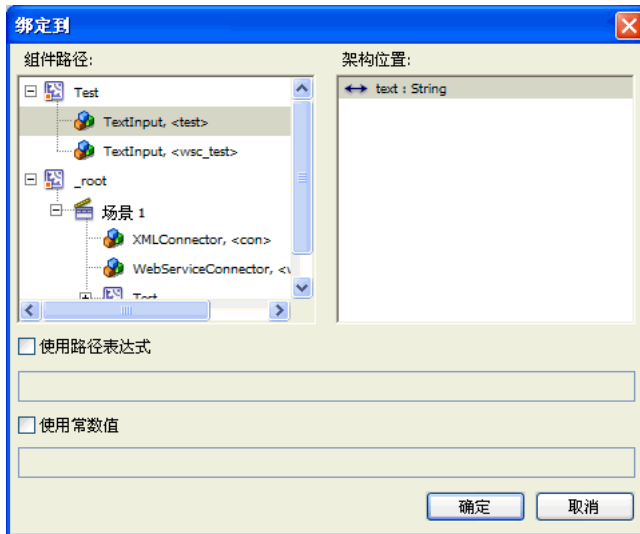 绑定到
组件路径:
架构位置:
Test
TextInput, <test>
TextInput, <wsc_test>
_root
场景 1
XMLConnector, <con>
WebServiceConnector, <
Test
text : String
使用路径表达式
使用常数值
确定
取消